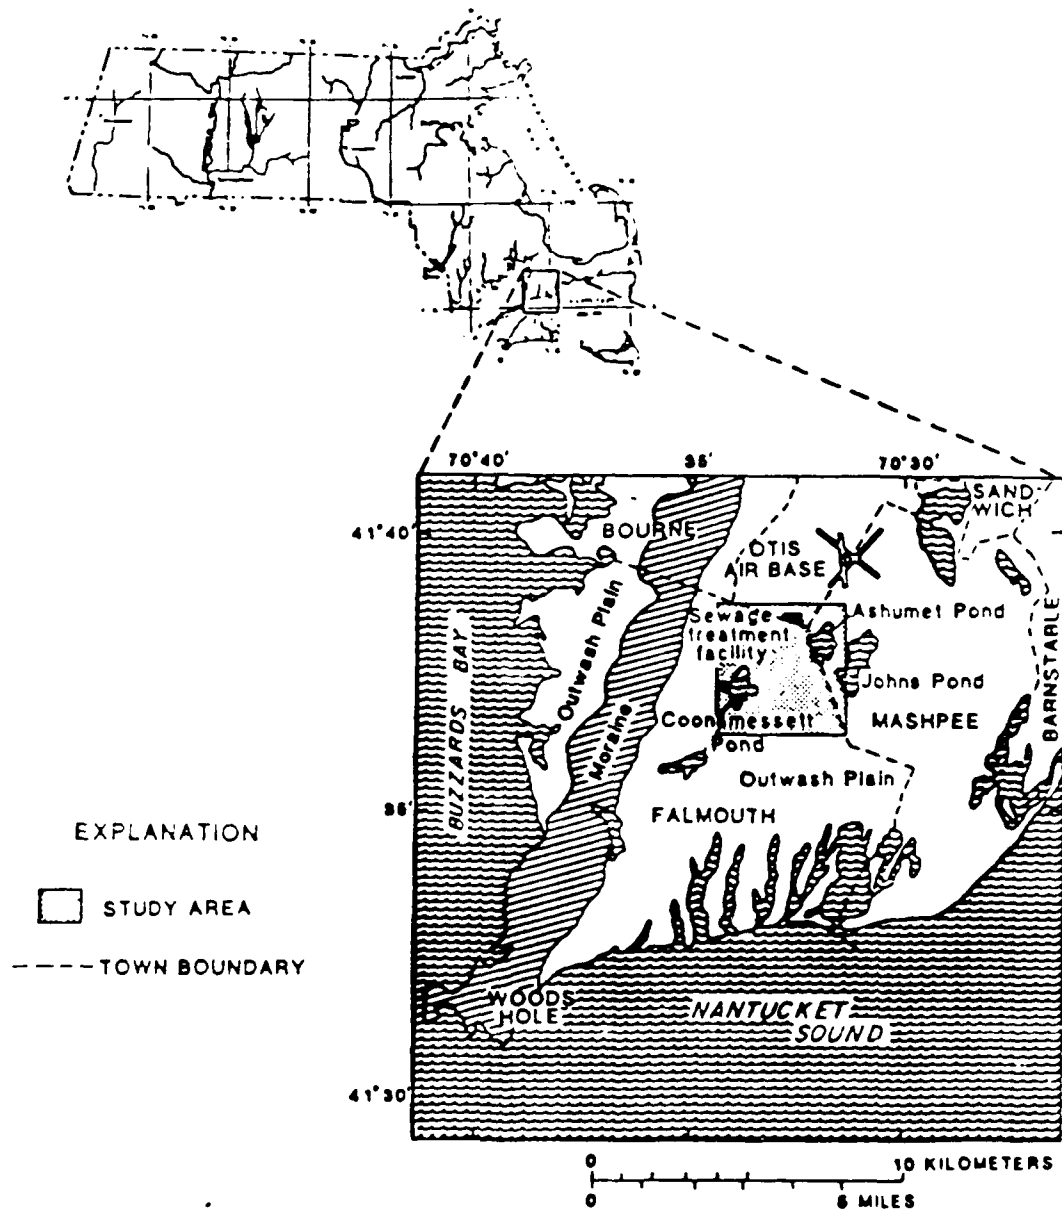 70°40'
35'
70°30'
SAND-
WICH
41°40'
BOURNE
OTIS
AIR BASE
Outwash Plain
Sewage
treatment
facility
Ashumet Pond
BARNSTABLE
BUZZARDS BAY
Moraine
Johns Pond
Coonamessett
Pond
MASHPEE
Outwash Plain
35'
FALMOUTH
EXPLANATION
STUDY AREA
TOWN BOUNDARY
WOODS
HOLE
NANTUCKET
SOUND
41°30'
0 10 KILOMETERS
0 5 MILES